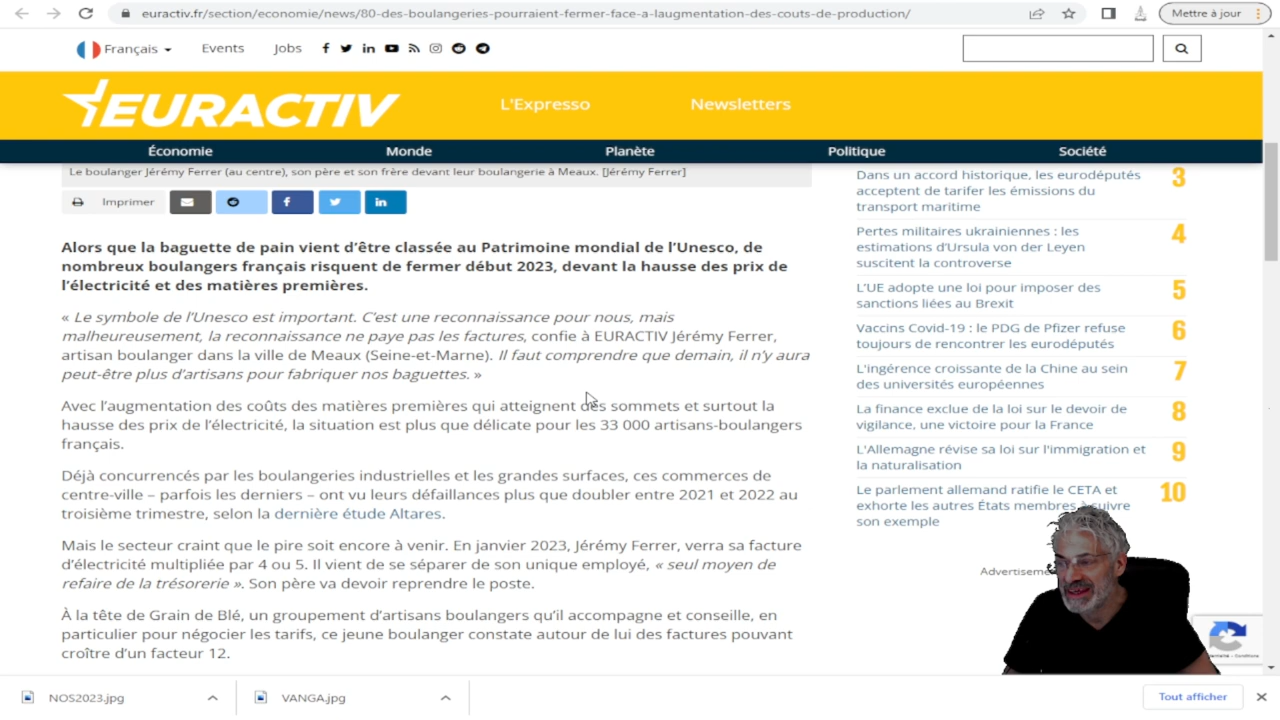 euractiv.fr/section/economie/news/80-des-boulangeries-pourraient-fermer-face-a-laugmentation-des-couts-de-production/
Mettre à jour
Français
Events
Jobs
EURACTIV
L'Expresso
Newsletters
Économie
Monde
Planète
Politique
Société
Le boulanger Jérémy Ferrer (au centre), son père et son frère devant leur boulangerie à Meaux. [Jérémy Ferrer]
Imprimer
Alors que la baguette de pain vient d’être classée au Patrimoine mondial de l’Unesco, de
nombreux boulangers français risquent de fermer début 2023, devant la hausse des prix de
l’électricité et des matières premières.
« Le symbole de l’Unesco est important. C’est une reconnaissance pour nous, mais
malheureusement, la reconnaissance ne paye pas les factures, confie à EURACTIV Jérémy Ferrer,
artisan boulanger dans la ville de Meaux (Seine-et-Marne). Il faut comprendre que demain, il n’y aura
peut-être plus d’artisans pour fabriquer nos baguettes. »
Avec l’augmentation des coûts des matières premières qui atteignent des sommets et surtout la
hausse des prix de l’électricité, la situation est plus que délicate pour les 33 000 artisans-boulangers
français.
Déjà concurrencés par les boulangeries industrielles et les grandes surfaces, ces commerces de
centre-ville – parfois les derniers – ont vu leurs défaillances plus que doubler entre 2021 et 2022 au
troisième trimestre, selon la dernière étude Altares.
Mais le secteur craint que le pire soit encore à venir. En janvier 2023, Jérémy Ferrer, verra sa facture
d’électricité multipliée par 4 ou 5. Il vient de se séparer de son unique employé, « seul moyen de
refaire de la trésorerie ». Son père va devoir reprendre le poste.
À la tête de Grain de Blé, un groupement d’artisans boulangers qu’il accompagne et conseille, en
particulier pour négocier les tarifs, ce jeune boulanger constate autour de lui des factures pouvant
croître d’un facteur 12.
Dans un accord historique, les eurodéputés
acceptent de tarifer les émissions du
transport maritime
3
Pertes militaires ukrainiennes : les
estimations d’Ursula von der Leyen
suscitent la controverse
4
L’UE adopte une loi pour imposer des
sanctions liées au Brexit
5
Vaccins Covid-19 : le PDG de Pfizer refuse
toujours de rencontrer les eurodéputés
6
L'ingérence croissante de la Chine au sein
des universités européennes
7
La finance exclue de la loi sur le devoir de
vigilance, une victoire pour la France
8
L'Allemagne révise sa loi sur l'immigration et
la naturalisation
9
Le parlement allemand ratifie le CETA et
exhorte les autres États membres à suivre
son exemple
10
NOS2023.jpg
VANGA.jpg
Tout afficher